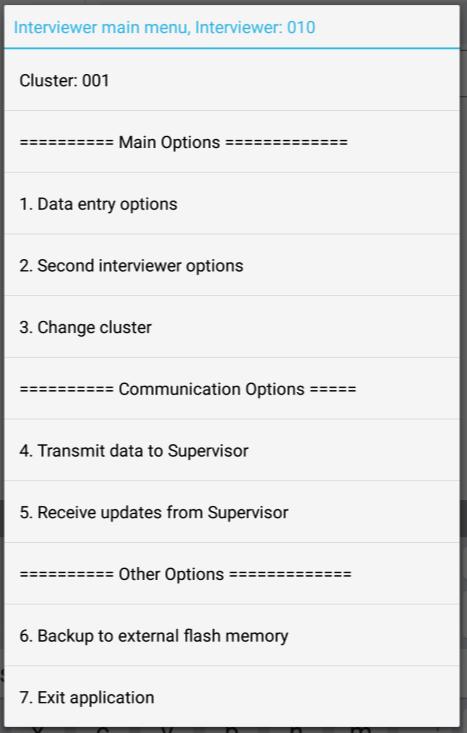 Interviewer main menu, Interviewer: 010
Cluster: 001
========== Main Options =============
1. Data entry options
2. Second interviewer options
3. Change cluster
========== Communication Options =====
4. Transmit data to Supervisor
5. Receive updates from Supervisor
========== Other Options =============
6. Backup to external flash memory
7. Exit application